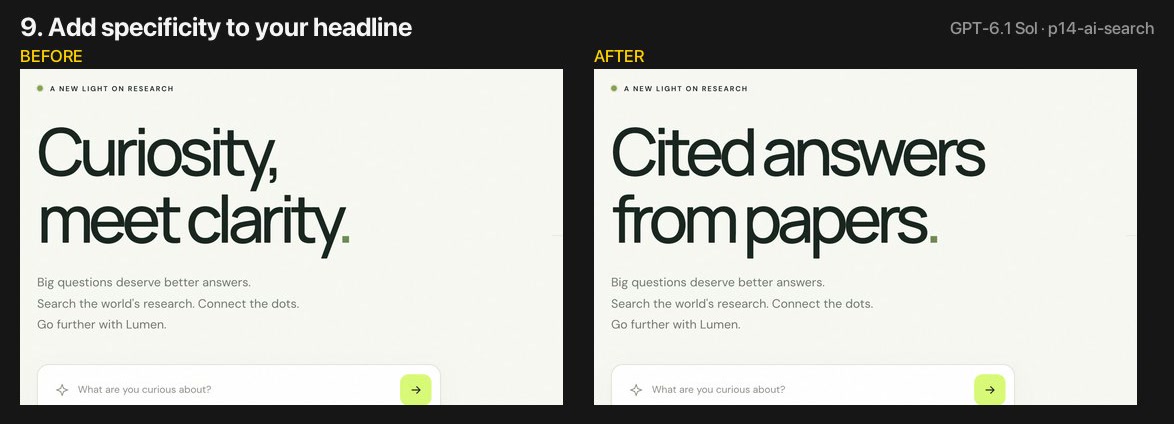 9. Add specificity to your headline
GPT-6.1 Sol · p14-ai-search
BEFORE
A NEW LIGHT ON RESEARCH
Curiosity,
meet clarity.
Big questions deserve better answers.
Search the world's research. Connect the dots.
Go further with Lumen.
What are you curious about?
AFTER
A NEW LIGHT ON RESEARCH
Cited answers
from papers.
Big questions deserve better answers.
Search the world's research. Connect the dots.
Go further with Lumen.
What are you curious about?